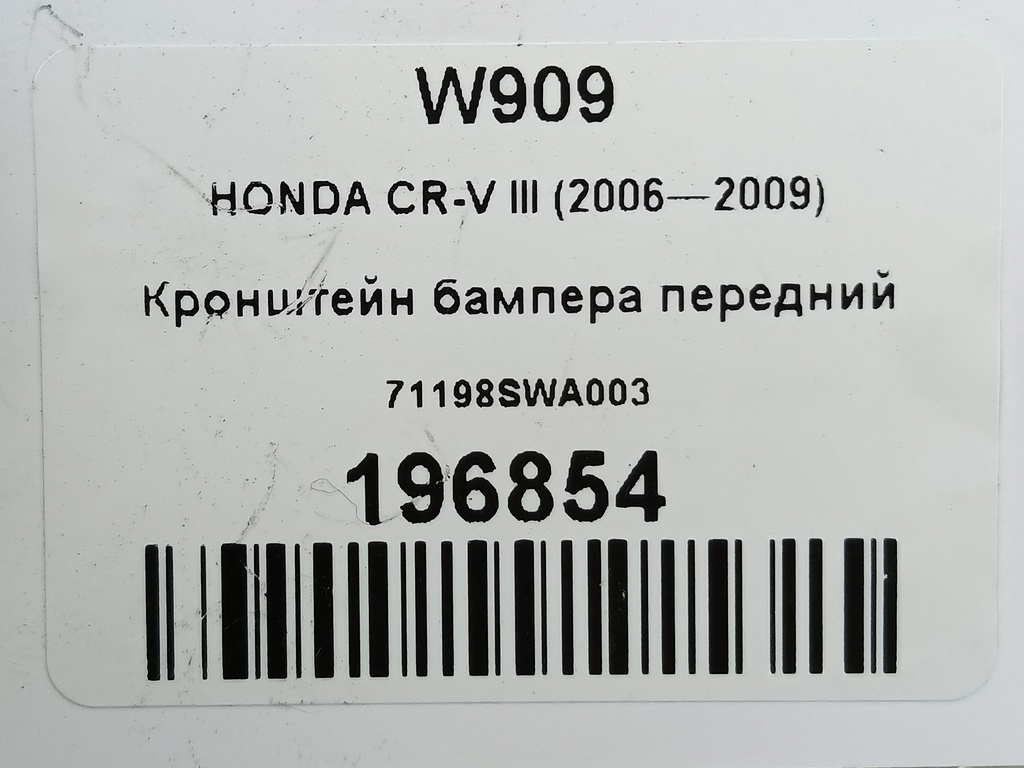 W909
HONDA CR-V III (2006—2009)
Кронштейн бампера передний
71198SWA003
196854